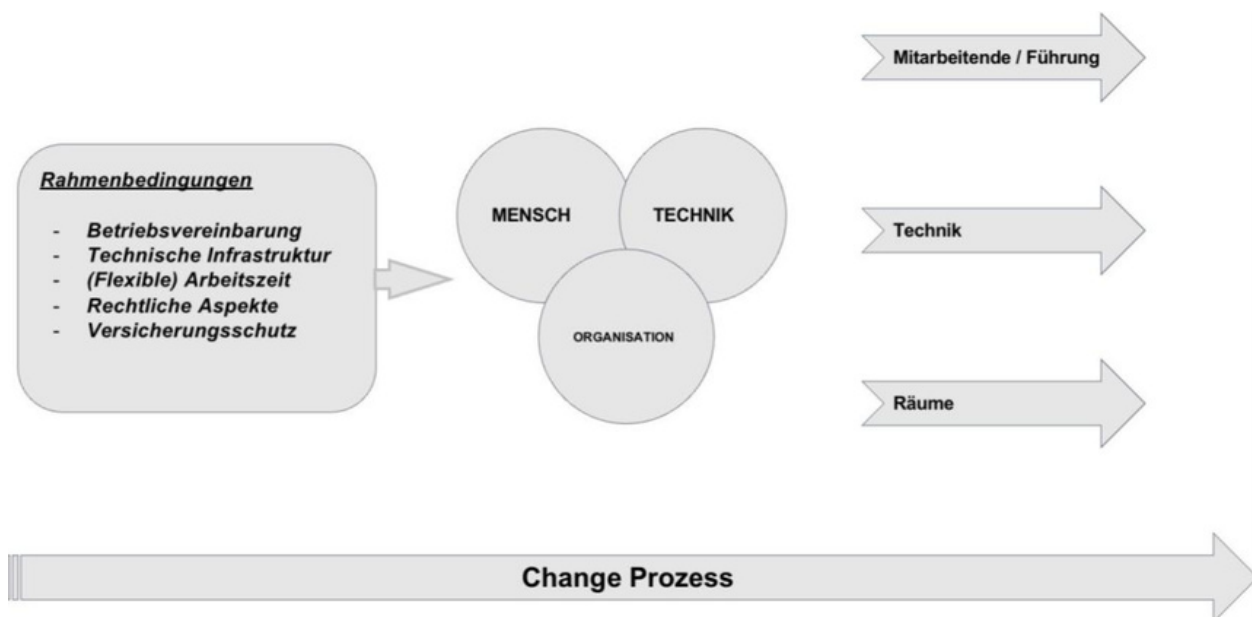 Rahmenbedingungen
- Betriebsvereinbarung
- Technische Infrastruktur
- (Flexible) Arbeitszeit
- Rechtliche Aspekte
- Versicherungsschutz
MENSCH
TECHNIK
ORGANISATION
Mitarbeitende / Führung
Technik
Räume
Change Prozess